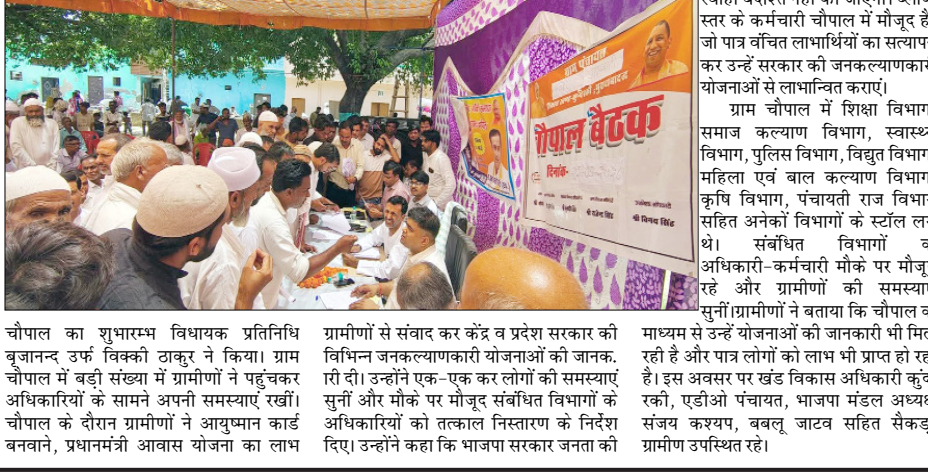 ग्राम पंचायत
चौपाल बैठक
दिनांक-
श्री विनय सिंह
चौपाल का शुभारम्भ विधायक प्रतिनिधि
बृजानन्द उर्फ विक्की ठाकुर ने किया। ग्राम
चौपाल में बड़ी संख्या में ग्रामीणों ने पहुंचकर
अधिकारियों के सामने अपनी समस्याएं रखीं।
चौपाल के दौरान ग्रामीणों ने आयुष्मान कार्ड
बनवाने, प्रधानमंत्री आवास योजना का लाभ
ग्रामीणों से संवाद कर केंद्र व प्रदेश सरकार की
विभिन्न जनकल्याणकारी योजनाओं की जानक.
ारी दी। उन्होंने एक-एक कर लोगों की समस्याएं
सुनीं और मौके पर मौजूद संबंधित विभागों के
अधिकारियों को तत्काल निस्तारण के निर्देश
दिए। उन्होंने कहा कि भाजपा सरकार जनता की
स्तर के कर्मचारी चौपाल में मौजूद हैं
जो पात्र वंचित लाभार्थियों का सत्याप
कर उन्हें सरकार की जनकल्याणकार
योजनाओं से लाभान्वित कराएं।
ग्राम चौपाल में शिक्षा विभाग
समाज कल्याण विभाग, स्वास्थ्
विभाग, पुलिस विभाग, विद्युत विभाग
महिला एवं बाल कल्याण विभाग
कृषि विभाग, पंचायती राज विभा
सहित अनेकों विभागों के स्टॉल ल
थे। संबंधित विभागों
अधिकारी-कर्मचारी मौके पर मौजू
रहे और ग्रामीणों की समस्या
सुनीं।ग्रामीणों ने बताया कि चौपाल
माध्यम से उन्हें योजनाओं की जानकारी भी मिल
रही है और पात्र लोगों को लाभ भी प्राप्त हो रह
है। इस अवसर पर खंड विकास अधिकारी कुंद
रकी, एडीओ पंचायत, भाजपा मंडल अध्यक्ष
संजय कश्यप, बबलू जाटव सहित सैकड़
ग्रामीण उपस्थित रहे।